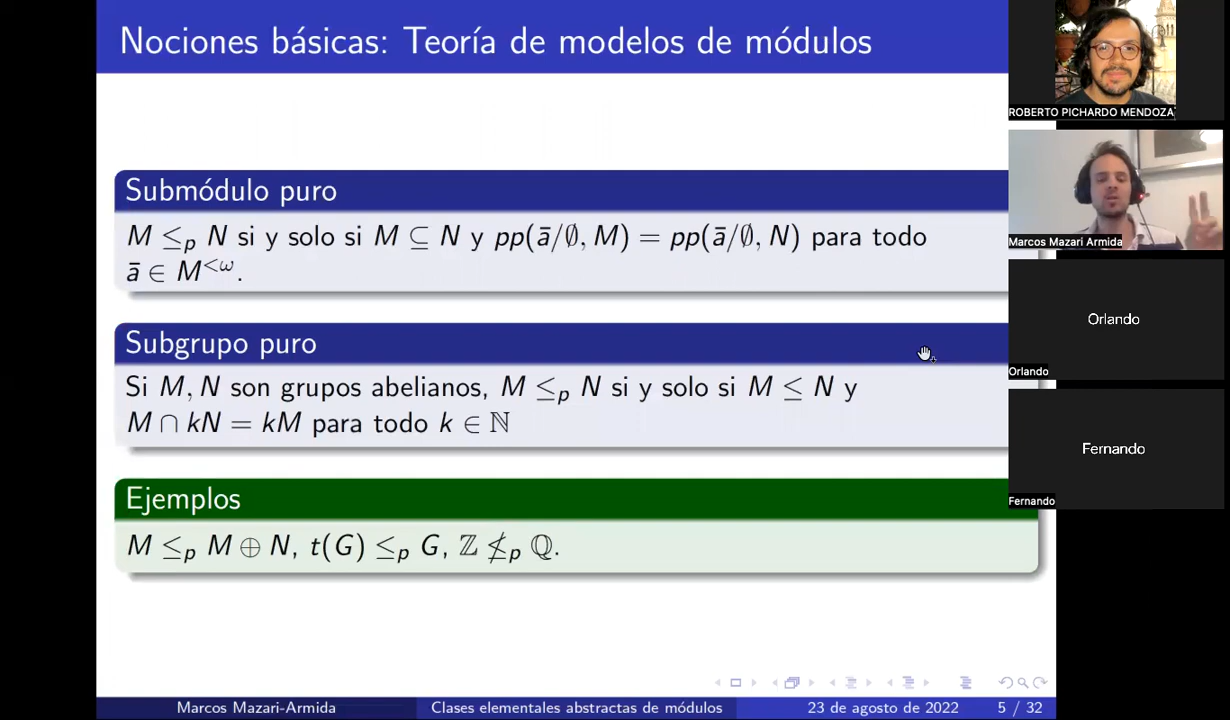 Nociones básicas: Teoría de modelos de módulos
Submódulo puro
M ≤ₚ N si y solo si M ⊆ N y pp(ā/∅, M) = pp(ā/∅, N) para todo
ā ∈ M^{<ω}.
Subgrupo puro
Si M, N son grupos abelianos, M ≤ₚ N si y solo si M ≤ N y
M ∩ kN = kM para todo k ∈ ℕ
Ejemplos
M ≤ₚ M ⊕ N, t(G) ≤ₚ G, ℤ ≰ₚ ℚ.
Marcos Mazari-Armida
Clases elementales abstractas de módulos
23 de agosto de 2022
5 / 32
ROBERTO PICHARDO MENDOZA
Marcos Mazari Armida
Orlando
Orlando
Fernando
Fernando